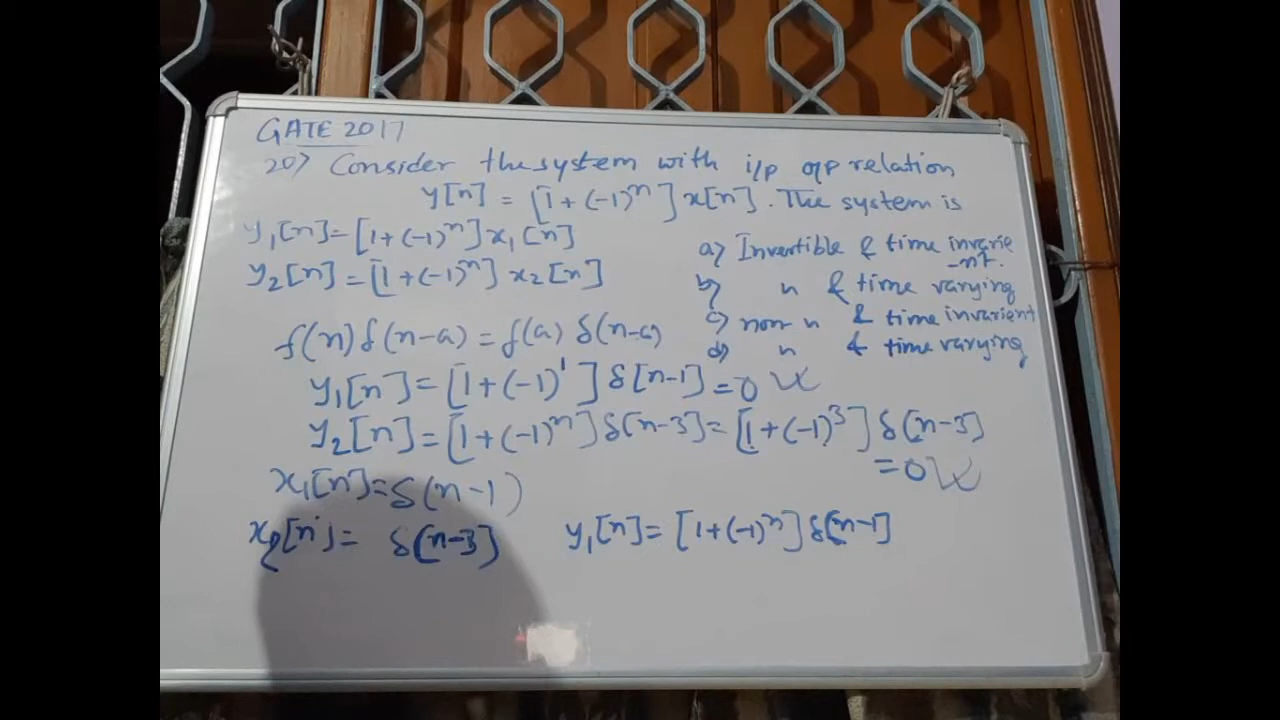 GATE 2017
20) Consider the system with i/p o/p relation
y[n] = [1+(-1)^n] x[n]. The system is
y₁[n]=[1+(-1)^n]x₁[n]
y₂[n]=[1+(-1)^n] x₂[n]
a) Invertible & time invarie
-nt.
b) n & time varying
c) non n & time invarient
d) n & time varying
f(n)δ(n-a)=f(a) δ(n-a)
y₁[n]=[1+(-1)^1]δ[n-1]=0
y₂[n]=[1+(-1)^n]δ[n-3]=[1+(-1)^3]δ[n-3]
=0
x₁[n]=δ(n-1)
x₂[n]= δ[n-3]
y₁[n]=[1+(-1)^n]δ[n-1]